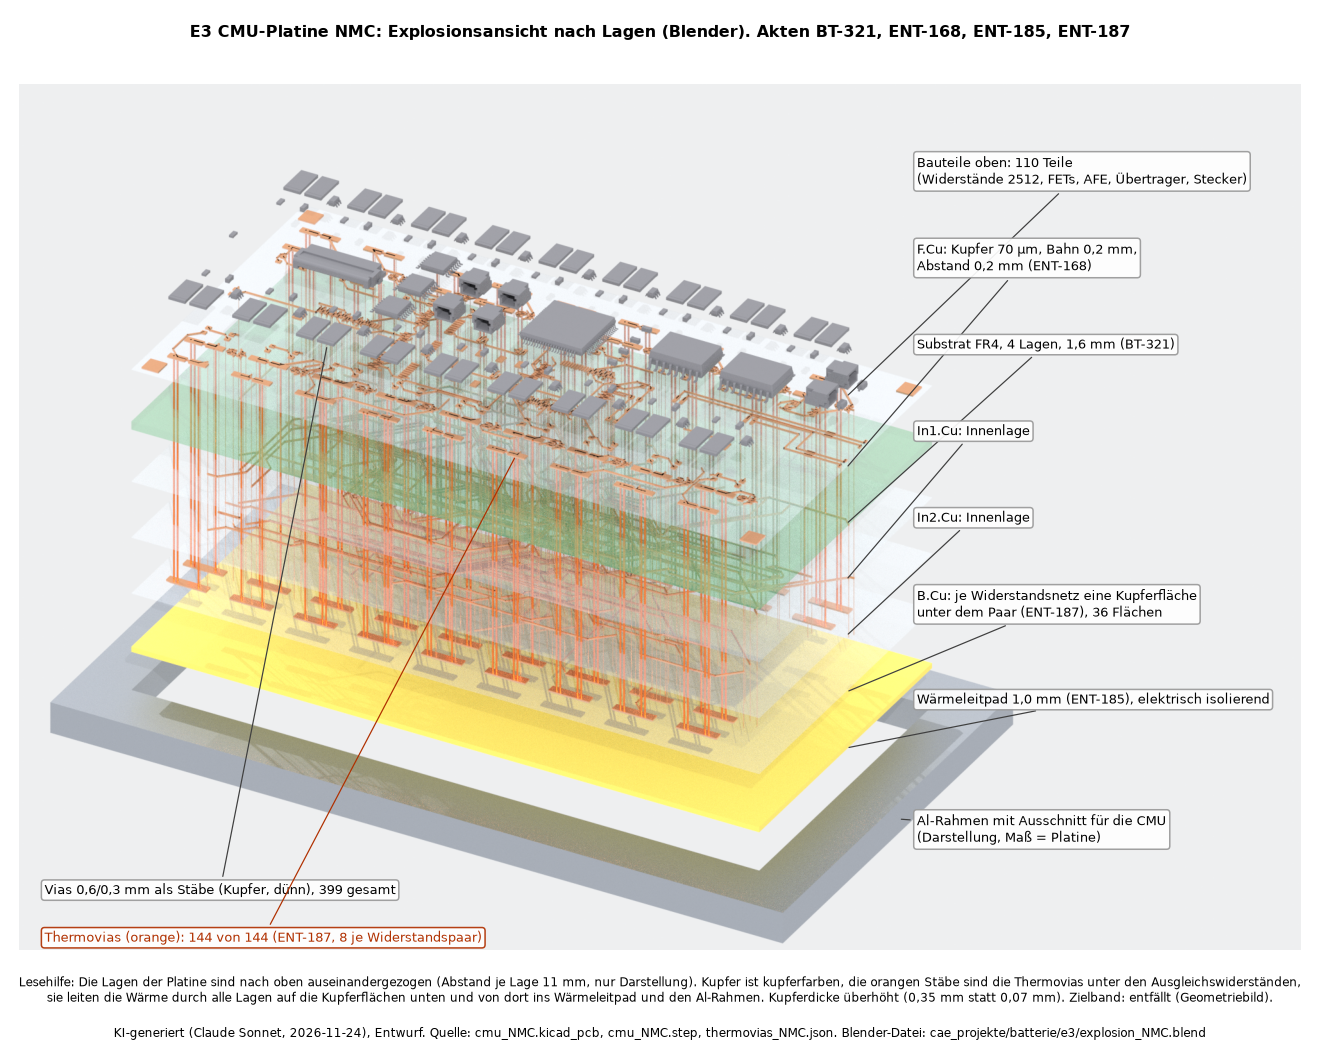 E3 CMU-Platine NMC: Explosionsansicht nach Lagen (Blender). Akten BT-321, ENT-168, ENT-185, ENT-187
Bauteile oben: 110 Teile
(Widerstände 2512, FETs, AFE, Übertrager, Stecker)
F.Cu: Kupfer 70 µm, Bahn 0,2 mm,
Abstand 0,2 mm (ENT-168)
Substrat FR4, 4 Lagen, 1,6 mm (BT-321)
In1.Cu: Innenlage
In2.Cu: Innenlage
B.Cu: je Widerstandsnetz eine Kupferfläche
unter dem Paar (ENT-187), 36 Flächen
Wärmeleitpad 1,0 mm (ENT-185), elektrisch isolierend
Al-Rahmen mit Ausschnitt für die CMU
(Darstellung, Maß = Platine)
Vias 0,6/0,3 mm als Stäbe (Kupfer, dünn), 399 gesamt
Thermovias (orange): 144 von 144 (ENT-187, 8 je Widerstandspaar)
Lesehilfe: Die Lagen der Platine sind nach oben auseinandergezogen (Abstand je Lage 11 mm, nur Darstellung). Kupfer ist kupferfarben, die orangen Stäbe sind die Thermovias unter den Ausgleichswiderständen,
sie leiten die Wärme durch alle Lagen auf die Kupferflächen unten und von dort ins Wärmeleitpad und den Al-Rahmen. Kupferdicke überhöht (0,35 mm statt 0,07 mm). Zielband: entfällt (Geometriebild).
KI-generiert (Claude Sonnet, 2026-11-24), Entwurf. Quelle: cmu_NMC.kicad_pcb, cmu_NMC.step, thermovias_NMC.json. Blender-Datei: cae_projekte/batterie/e3/explosion_NMC.blend